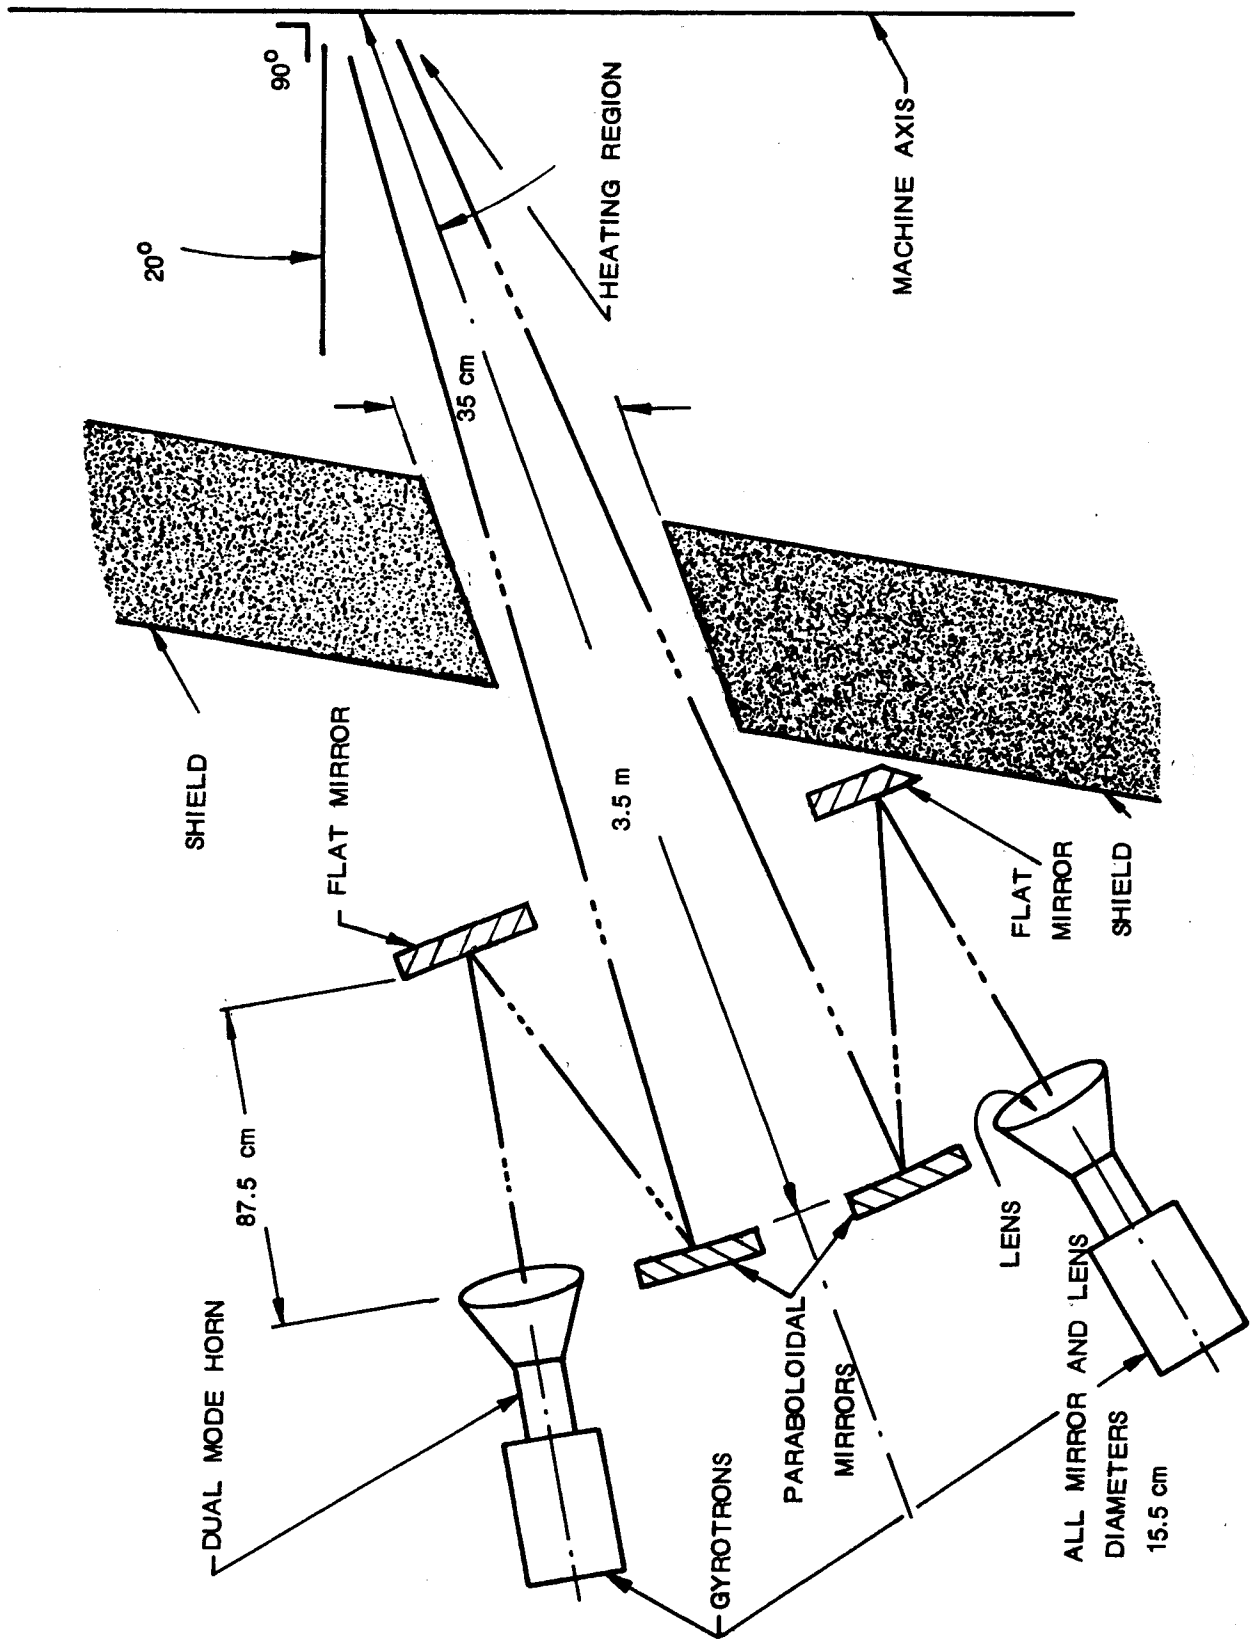 DUAL MODE HORN
87.5 cm
FLAT MIRROR
SHIELD
20°
90°
GYROTRONS
PARABOLOIDAL
MIRRORS
3.5 m
35 cm
HEATING REGION
LENS
ALL MIRROR AND LENS
DIAMETERS
15.5 cm
FLAT
MIRROR
SHIELD
MACHINE AXIS